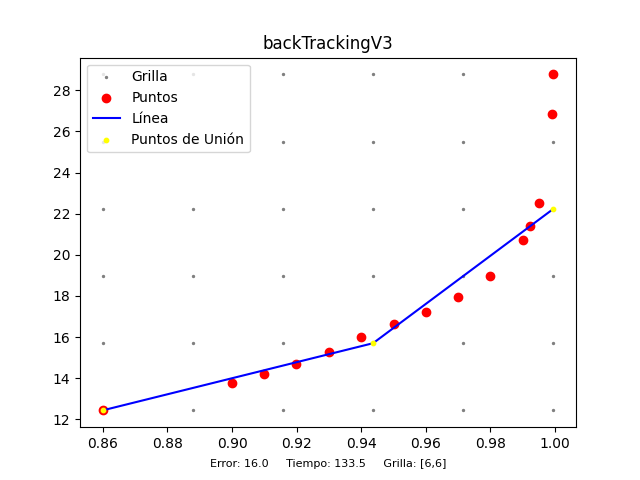 backTrackingV3
Grilla
Puntos
Línea
Puntos de Unión
28
26
24
22
20
18
16
14
12
0.86 0.88 0.90 0.92 0.94 0.96 0.98 1.00
Error: 16.0 Tiempo: 133.5 Grilla: [6,6]